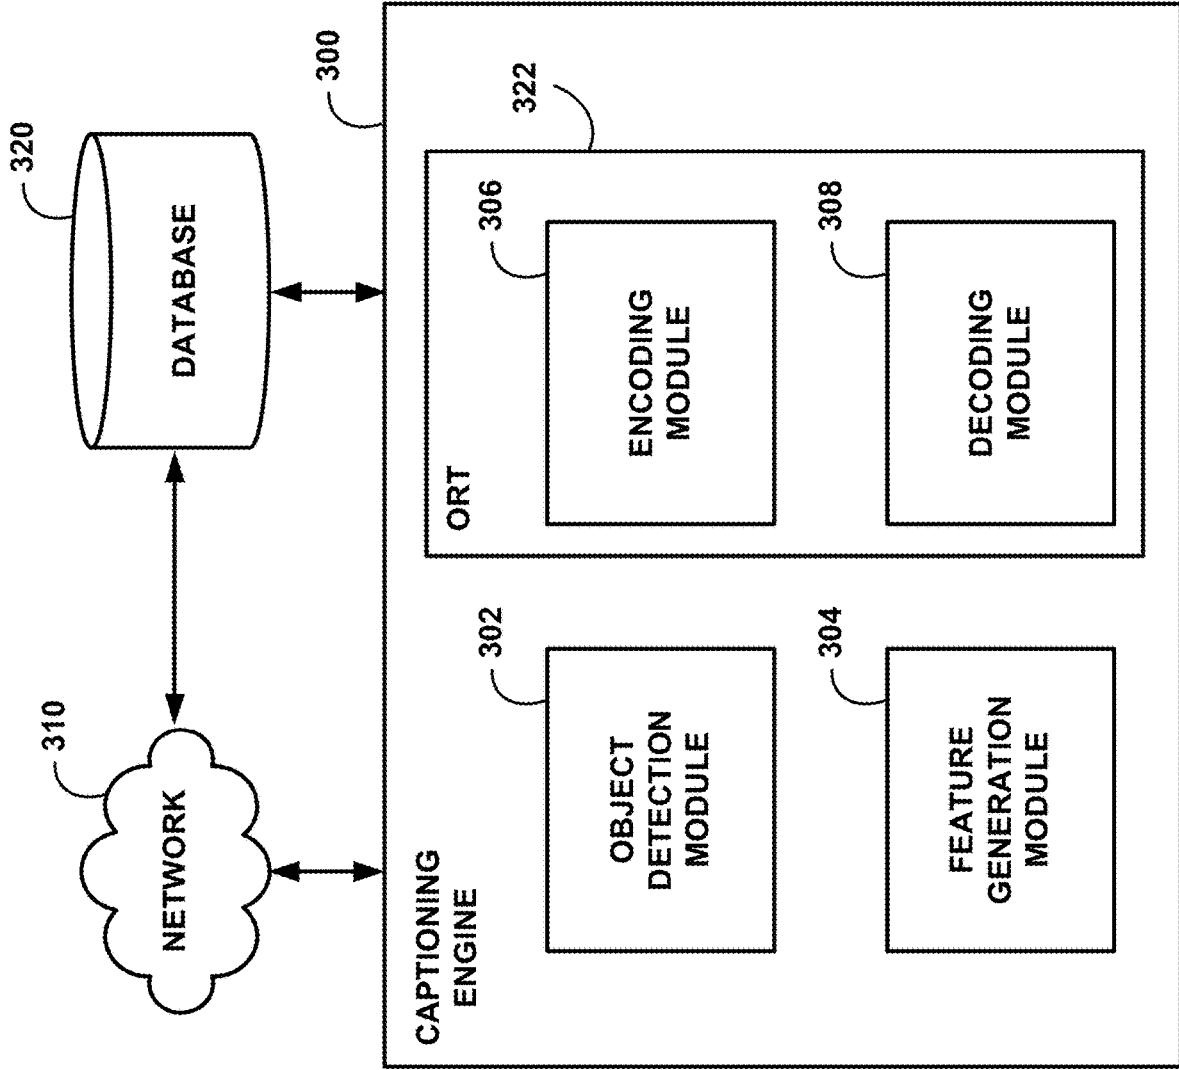 310
NETWORK
320
DATABASE
300
CAPTIONING
ENGINE
302
OBJECT
DETECTION
MODULE
304
FEATURE
GENERATION
MODULE
322
ORT
306
ENCODING
MODULE
308
DECODING
MODULE